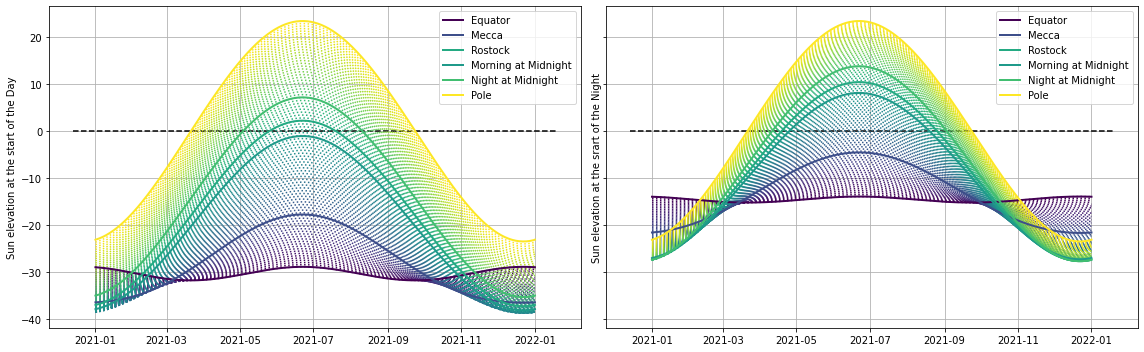 Sun elevation at the start of the Day
20
10
0
−10
−20
−30
−40
2021-01
2021-03
2021-05
2021-07
2021-09
2021-11
2022-01
Equator
Mecca
Rostock
Morning at Midnight
Night at Midnight
Pole
Sun elevation at the srart of the Night
2021-01
2021-03
2021-05
2021-07
2021-09
2021-11
2022-01
Equator
Mecca
Rostock
Morning at Midnight
Night at Midnight
Pole